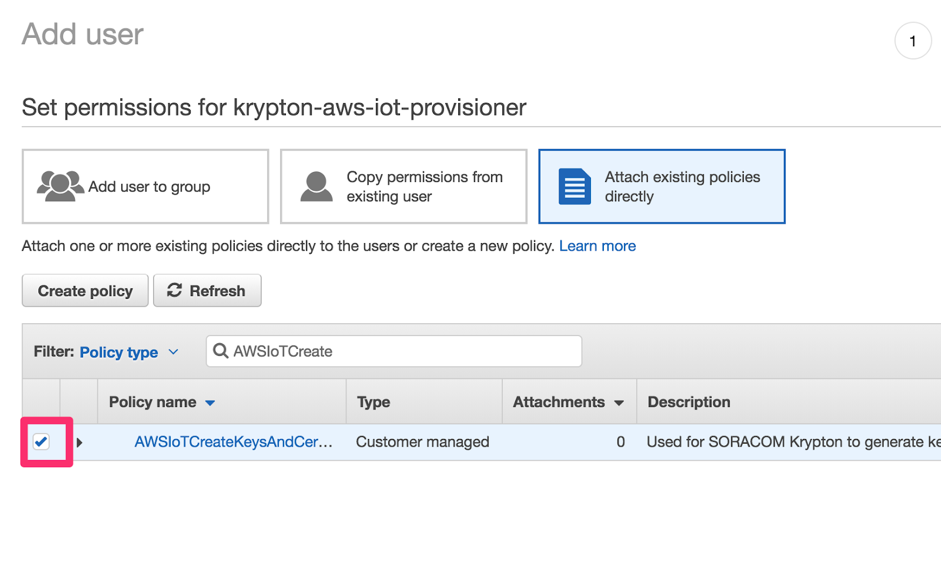 Add user
1
Set permissions for krypton-aws-iot-provisioner
Add user to group
Copy permissions from
existing user
Attach existing policies
directly
Attach one or more existing policies directly to the users or create a new policy. Learn more
Create policy Refresh
Filter: Policy type AWSIoTCreate
Policy name Type Attachments Description
AWSIoTCreateKeysAndCer... Customer managed 0 Used for SORACOM Krypton to generate ke